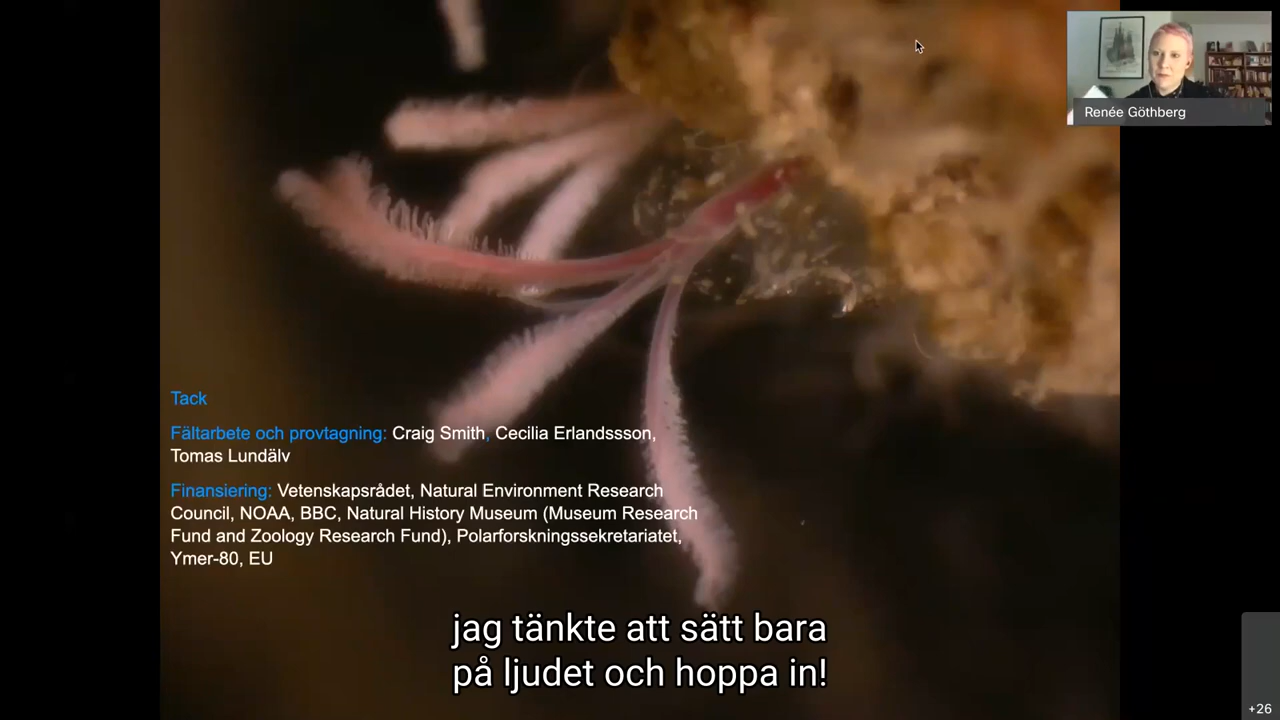 Renée Göthberg
Tack
Fältarbete och provtagning: Craig Smith, Cecilia Erlandssson,
Tomas Lundälv
Finansiering: Vetenskapsrådet, Natural Environment Research
Council, NOAA, BBC, Natural History Museum (Museum Research
Fund and Zoology Research Fund), Polarforskningssekretariatet,
Ymer-80, EU
jag tänkte att sätt bara
på ljudet och hoppa in!
+26